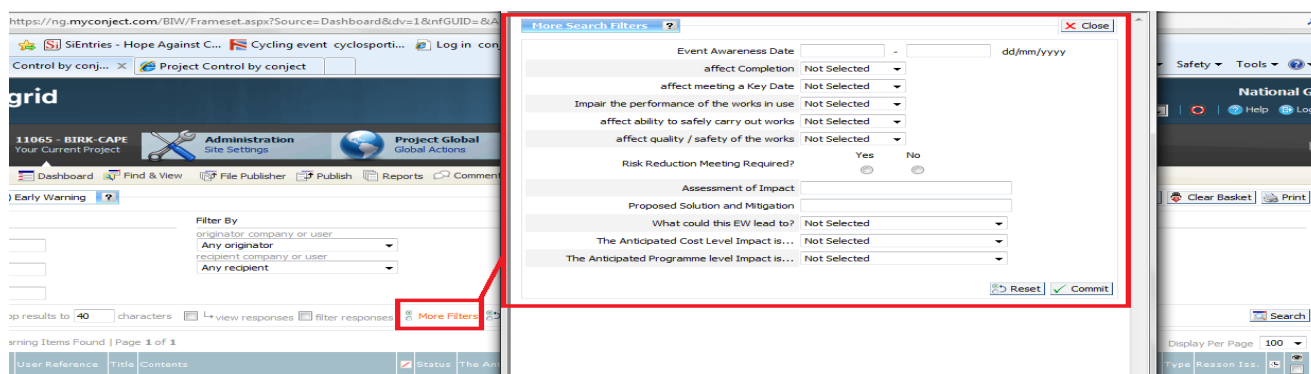 https://ng.myconject.com/BIW/Frameset.aspx?Source=Dashboard&dv=1&nfGUID=&A
SiEntries - Hope Against C... Cycling event cyclosporti... Log in con
Control by conj... Project Control by conject
Safety Tools
grid
National G
Help Log
11065 - BIRK-CAPE
Your Current Project
Administration
Site Settings
Project Global
Global Actions
Dashboard Find & View File Publisher Publish Reports Comment
Early Warning ?
Clear Basket Print
Filter By
originator company or user
Any originator
recipient company or user
Any recipient
op results to 40 characters view responses filter responses More Filters
Search
arning Items Found | Page 1 of 1
Display Per Page 100
User Reference Title Contents Status The An
Type Reason Iss.
More Search Filters ?
Close
Event Awareness Date - dd/mm/yyyy
affect Completion Not Selected
affect meeting a Key Date Not Selected
Impair the performance of the works in use Not Selected
affect ability to safely carry out works Not Selected
affect quality / safety of the works Not Selected
Yes No
Risk Reduction Meeting Required?
Assessment of Impact
Proposed Solution and Mitigation
What could this EW lead to? Not Selected
The Anticipated Cost Level Impact is... Not Selected
The Anticipated Programme level Impact is... Not Selected
Reset Commit